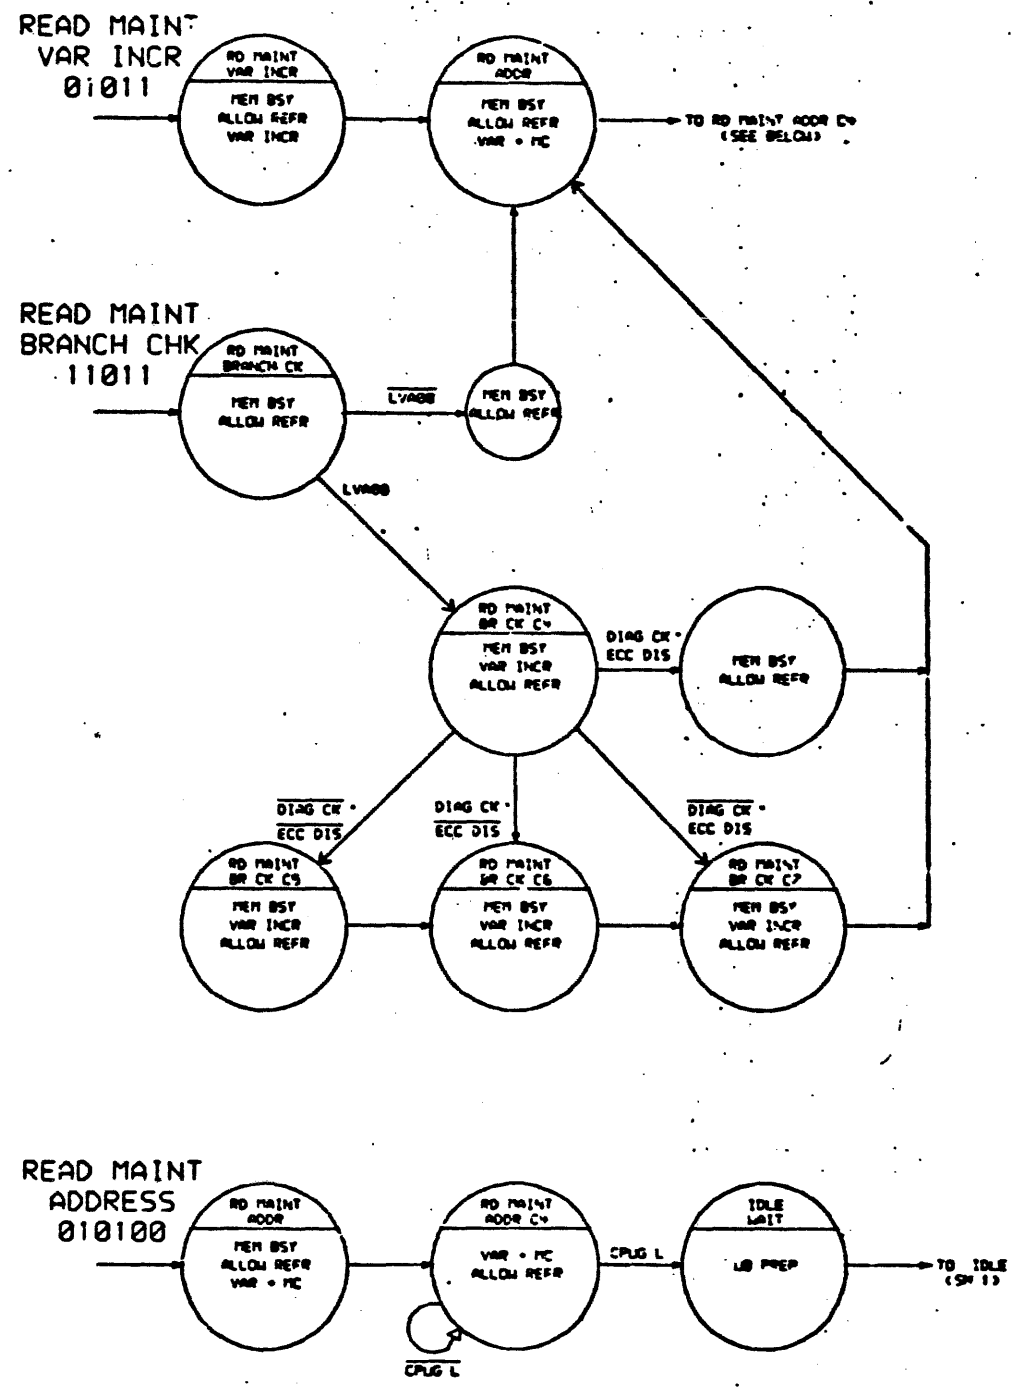 READ MAINT
VAR INCR
01011
RD MAINT
VAR INCR
MEM BSY
ALLOW REFR
VAR INCR
RD MAINT
ADDR
MEM BSY
ALLOW REFR
VAR • MC
TO RD MAINT ADDR C4
(SEE BELOW)
READ MAINT
BRANCH CHK
11011
RD MAINT
BRANCH CK
MEM BSY
ALLOW REFR
MEM BSY
ALLOW REFR
RD MAINT
BR CK C4
MEM BSY
VAR INCR
ALLOW REFR
DIAG CK •
ECC DIS
MEM BSY
ALLOW REFR
DIAG CK •
ECC DIS
DIAG CK •
ECC DIS
DIAG CK •
ECC DIS
RD MAINT
BR CK C5
MEM BSY
VAR INCR
ALLOW REFR
RD MAINT
BR CK C6
MEM BSY
VAR INCR
ALLOW REFR
RD MAINT
BR CK C7
MEM BSY
VAR INCR
ALLOW REFR
READ MAINT
ADDRESS
010100
RD MAINT
ADDR
MEM BSY
ALLOW REFR
VAR • MC
RD MAINT
ADDR C4
VAR • MC
ALLOW REFR
CPUG L
CPUG L
IDLE
WAIT
UB PREP
TO IDLE
(SM 1)